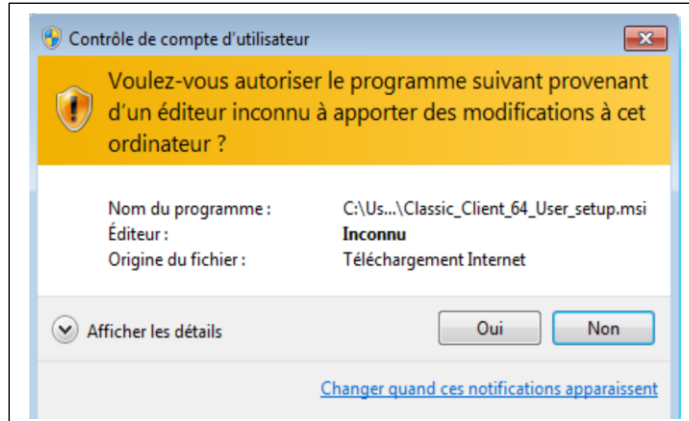 Contrôle de compte d'utilisateur
Voulez-vous autoriser le programme suivant provenant
d'un éditeur inconnu à apporter des modifications à cet
ordinateur ?
Nom du programme : C:\Us...\Classic_Client_64_User_setup.msi
Éditeur : Inconnu
Origine du fichier : Téléchargement Internet
Afficher les détails Oui Non
Changer quand ces notifications apparaissent